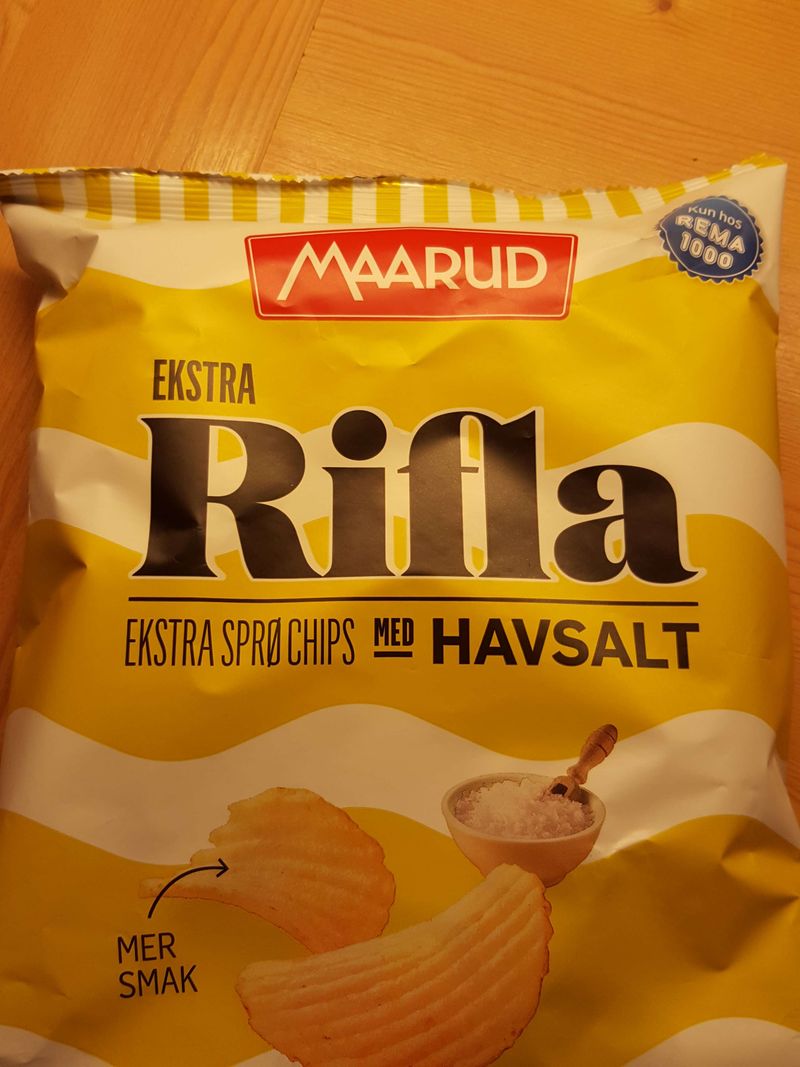 Kun hos
REMA
1000
MAARUD
EKSTRA
Rifla
EKSTRA SPRØ CHIPS MED HAVSALT
MER
SMAK